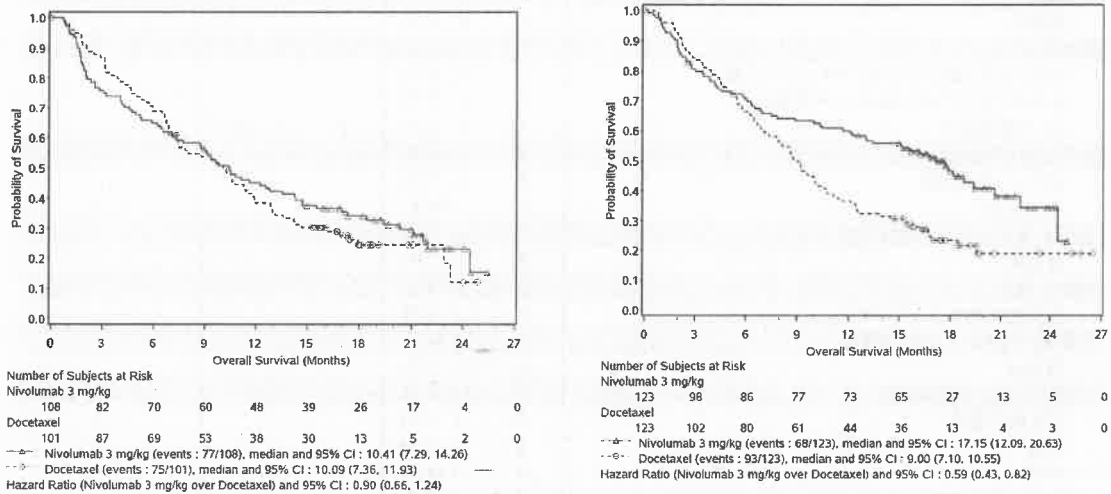 Probability of Survival
1.0
0.9
0.8
0.7
0.6
0.5
0.4
0.3
0.2
0.1
0.0
0 3 6 9 12 15 18 21 24 27
Overall Survival (Months)
Number of Subjects at Risk
Nivolumab 3 mg/kg
108 82 70 60 48 39 26 17 4 0
Docetaxel
101 87 69 53 38 30 13 5 2 0
Nivolumab 3 mg/kg (events : 77/108), median and 95% CI : 10.41 (7.29, 14.26)
Docetaxel (events : 75/101), median and 95% CI : 10.09 (7.36, 11.93)
Hazard Ratio (Nivolumab 3 mg/kg over Docetaxel) and 95% CI : 0.90 (0.66, 1.24)
Probability of Survival
1.0
0.9
0.8
0.7
0.6
0.5
0.4
0.3
0.2
0.1
0.0
0 3 6 9 12 15 18 21 24 27
Overall Survival (Months)
Number of Subjects at Risk
Nivolumab 3 mg/kg
123 98 86 77 73 65 27 13 5 0
Docetaxel
123 102 80 61 44 36 13 4 3 0
Nivolumab 3 mg/kg (events : 68/123), median and 95% CI : 17.15 (12.09, 20.63)
Docetaxel (events : 93/123), median and 95% CI : 9.00 (7.10, 10.55)
Hazard Ratio (Nivolumab 3 mg/kg over Docetaxel) and 95% CI : 0.59 (0.43, 0.82)